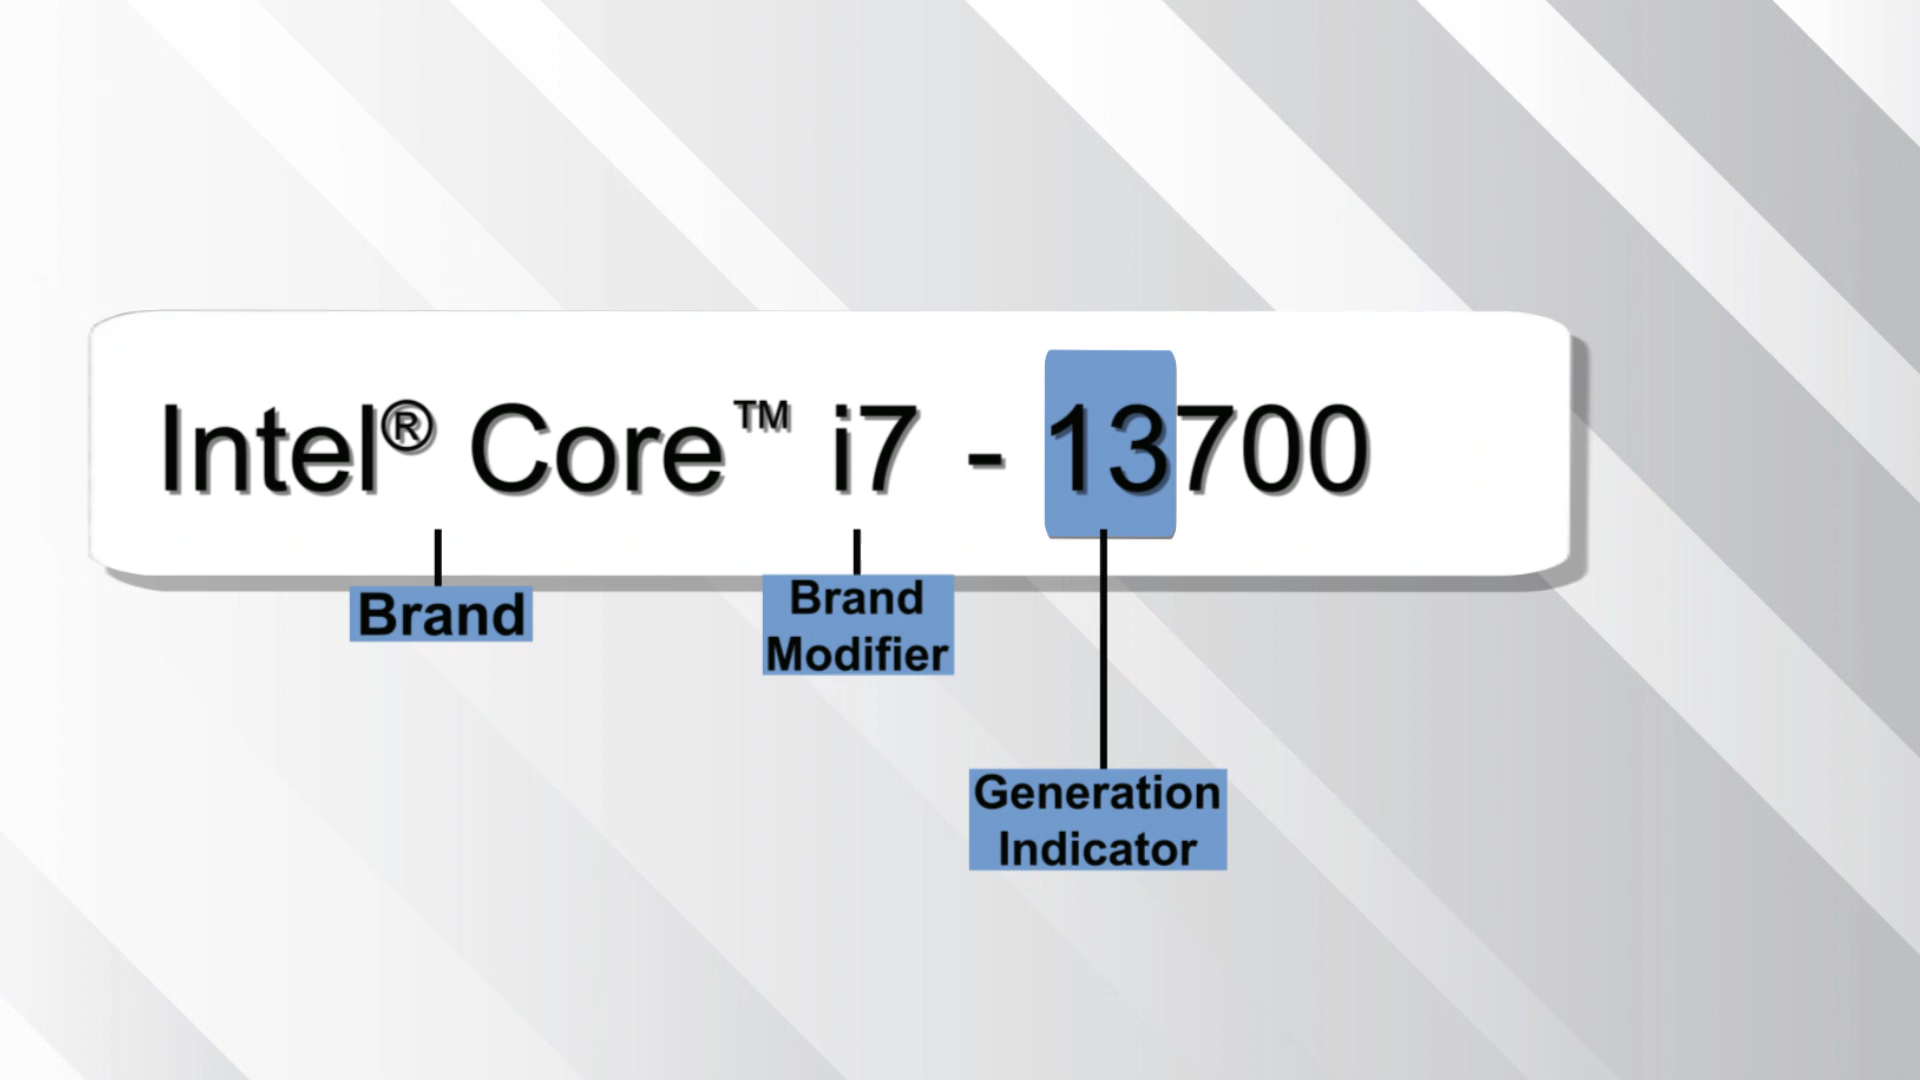 Intel® Core™ i7 - 13700
Brand
Brand
Modifier
Generation
Indicator